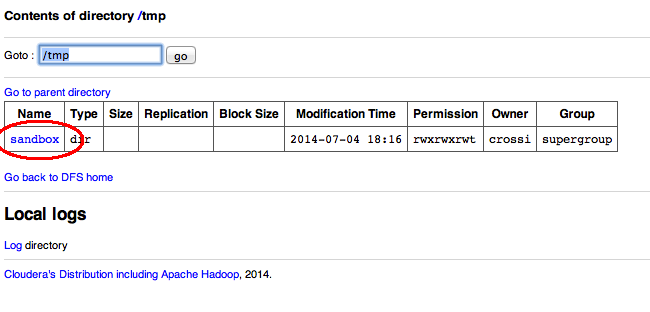 Contents of directory /tmp
Goto : /tmp go
Go to parent directory
Name Type Size Replication Block Size Modification Time Permission Owner Group
sandbox dir 2014-07-04 18:16 rwxrwxrwt crossi supergroup
Go back to DFS home
Local logs
Log directory
Cloudera's Distribution including Apache Hadoop, 2014.